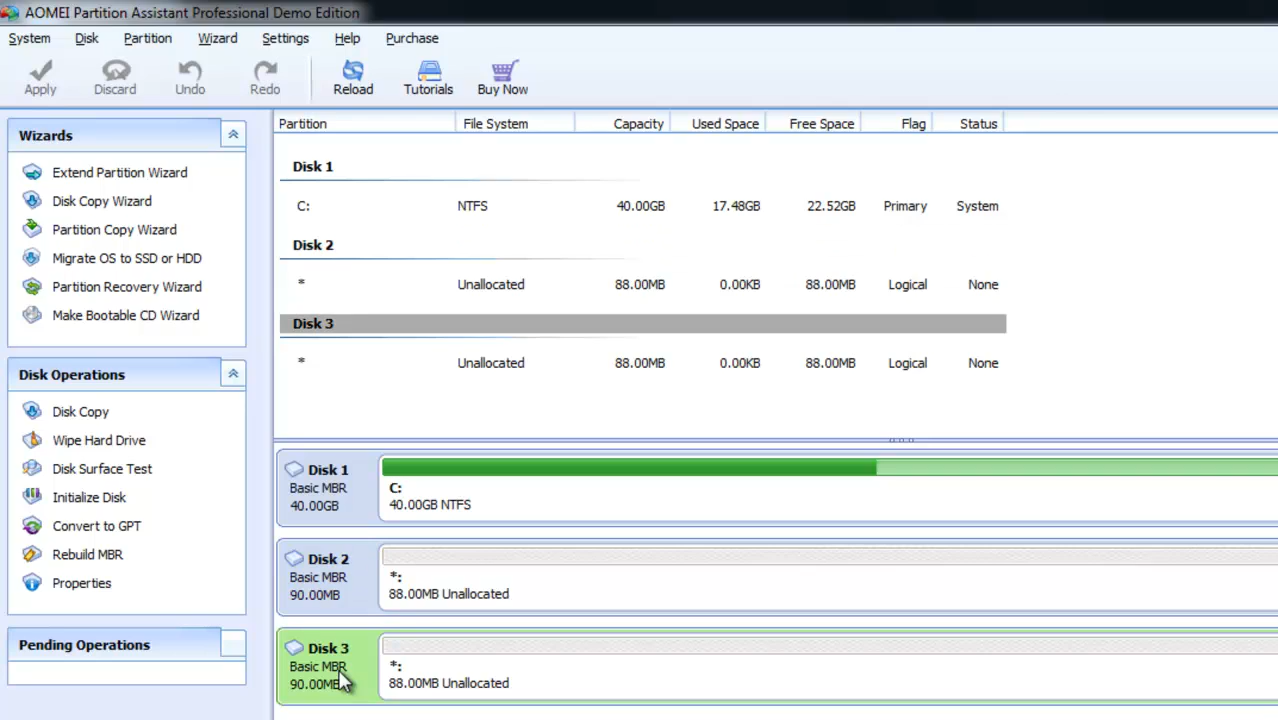 AOMEI Partition Assistant Professional Demo Edition
System Disk Partition Wizard Settings Help Purchase
Apply Discard Undo Redo Reload Tutorials Buy Now
Wizards
Extend Partition Wizard
Disk Copy Wizard
Partition Copy Wizard
Migrate OS to SSD or HDD
Partition Recovery Wizard
Make Bootable CD Wizard
Disk Operations
Disk Copy
Wipe Hard Drive
Disk Surface Test
Initialize Disk
Convert to GPT
Rebuild MBR
Properties
Pending Operations
Partition File System Capacity Used Space Free Space Flag Status
Disk 1
C: NTFS 40.00GB 17.48GB 22.52GB Primary System
Disk 2
* Unallocated 88.00MB 0.00KB 88.00MB Logical None
Disk 3
* Unallocated 88.00MB 0.00KB 88.00MB Logical None
Disk 1
Basic MBR
40.00GB
C:
40.00GB NTFS
Disk 2
Basic MBR
90.00MB
*:
88.00MB Unallocated
Disk 3
Basic MBR
90.00MB
*:
88.00MB Unallocated